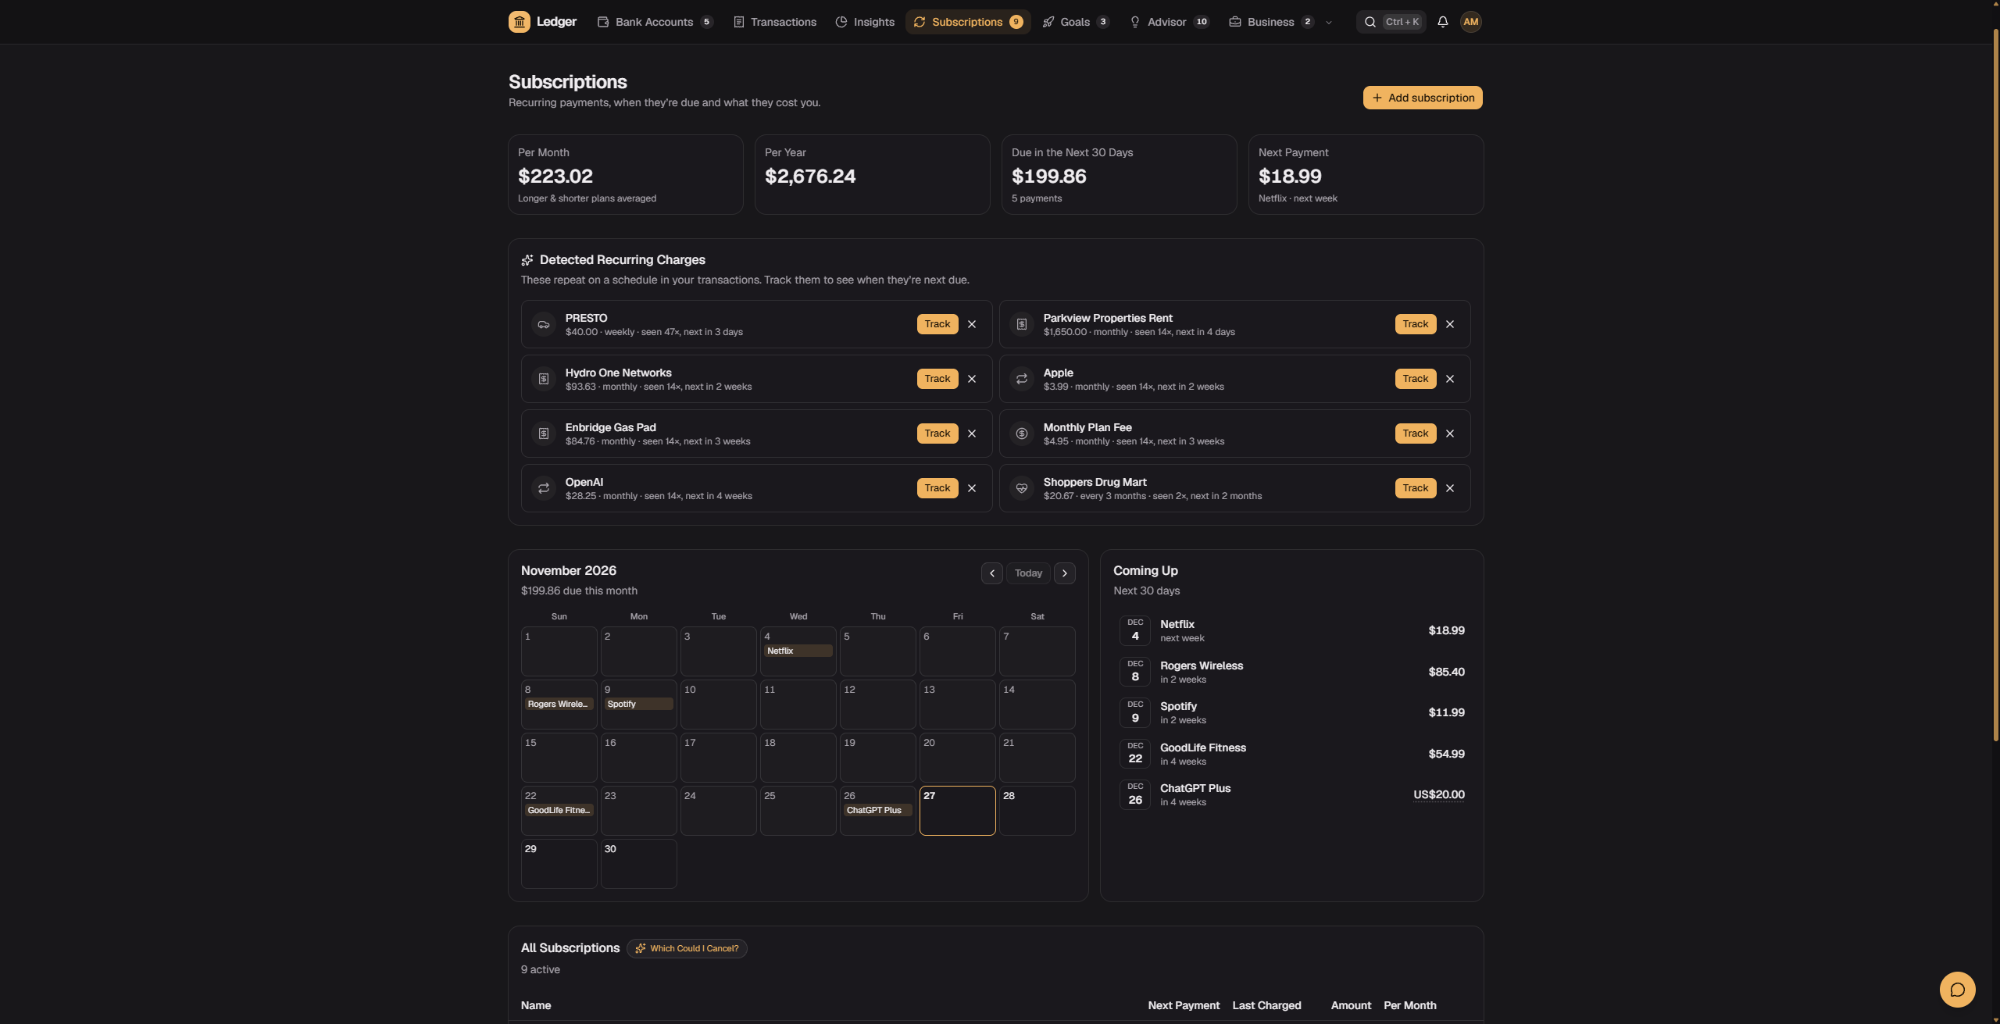 Ledger
Bank Accounts 5
Transactions
Insights
Subscriptions 9
Goals 3
Advisor 10
Business 2
Ctrl + K
AM
Subscriptions
Recurring payments, when they're due and what they cost you.
+ Add subscription
Per Month
$223.02
Longer & shorter plans averaged
Per Year
$2,676.24
Due in the Next 30 Days
$199.86
5 payments
Next Payment
$18.99
Netflix · next week
Detected Recurring Charges
These repeat on a schedule in your transactions. Track them to see when they're next due.
PRESTO
$40.00 · weekly · seen 47×, next in 3 days
Track
Parkview Properties Rent
$1,650.00 · monthly · seen 14×, next in 4 days
Track
Hydro One Networks
$93.63 · monthly · seen 14×, next in 2 weeks
Track
Apple
$3.99 · monthly · seen 14×, next in 2 weeks
Track
Enbridge Gas Pad
$84.76 · monthly · seen 14×, next in 3 weeks
Track
Monthly Plan Fee
$4.95 · monthly · seen 14×, next in 3 weeks
Track
OpenAI
$28.25 · monthly · seen 14×, next in 4 weeks
Track
Shoppers Drug Mart
$20.67 · every 3 months · seen 2×, next in 2 months
Track
November 2026
$199.86 due this month
Today
Sun Mon Tue Wed Thu Fri Sat
1 2 3 4 5 6 7
Netflix
8 9 10 11 12 13 14
Rogers Wirele... Spotify
15 16 17 18 19 20 21
22 23 24 25 26 27 28
GoodLife Fitne... ChatGPT Plus
29 30
Coming Up
Next 30 days
DEC 4
Netflix
next week
$18.99
DEC 8
Rogers Wireless
in 2 weeks
$85.40
DEC 9
Spotify
in 2 weeks
$11.99
DEC 22
GoodLife Fitness
in 4 weeks
$54.99
DEC 26
ChatGPT Plus
in 4 weeks
US$20.00
All Subscriptions
Which Could I Cancel?
9 active
Name Next Payment Last Charged Amount Per Month